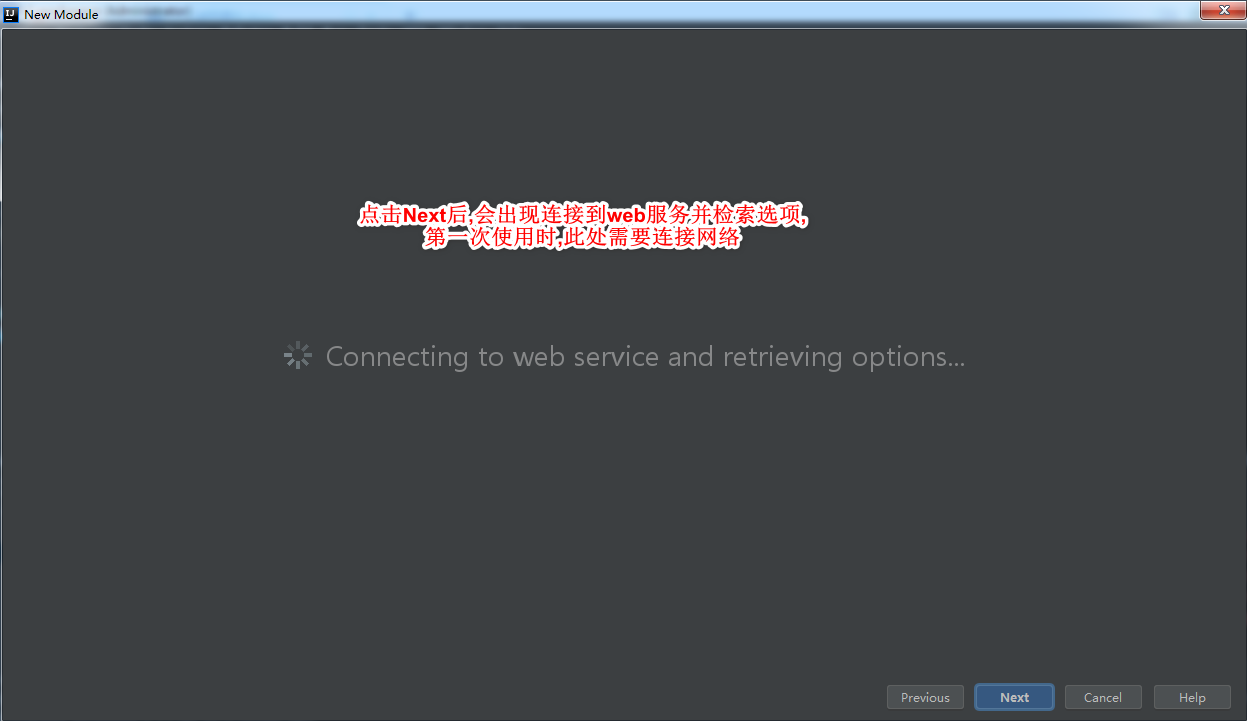 New Module
点击Next后,会出现连接到web服务并检索选项,
第一次使用时,此处需要连接网络
Connecting to web service and retrieving options...
Previous
Next
Cancel
Help